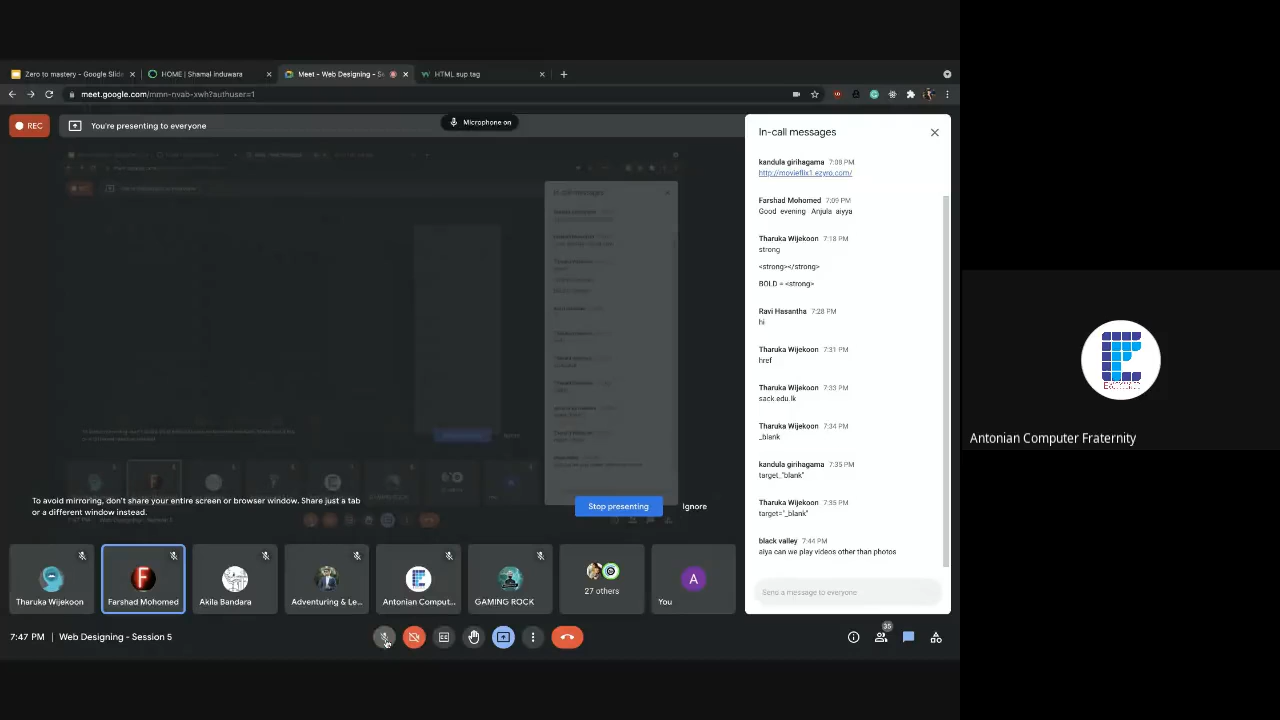 Zero to mastery - Google Slide
HOME | Shamal induwara
Meet - Web Designing - Se
HTML sup tag
meet.google.com/mmn-nvab-xwh?authuser=1
REC
You're presenting to everyone
Microphone on
In-call messages
kandula girihagama 7:08 PM
http://movieflix1.ezyro.com/
Farshad Mohomed 7:09 PM
Good evening Anjula aiyya
Tharuka Wijekoon 7:18 PM
strong
<strong></strong>
BOLD = <strong>
Ravi Hasantha 7:28 PM
hi
Tharuka Wijekoon 7:31 PM
href
Tharuka Wijekoon 7:33 PM
sack.edu.lk
Tharuka Wijekoon 7:34 PM
_blank
kandula girihagama 7:35 PM
target_"blank"
Tharuka Wijekoon 7:35 PM
target="_blank"
black valley 7:44 PM
aiya can we play videos other than photos
Send a message to everyone
To avoid mirroring, don't share your entire screen or browser window. Share just a tab
or a different window instead.
Stop presenting
Ignore
Tharuka Wijekoon
Farshad Mohomed
Akila Bandara
Adventuring & Le...
Antonian Comput...
GAMING ROCK
27 others
A
You
7:47 PM | Web Designing - Session 5
35
Antonian Computer Fraternity